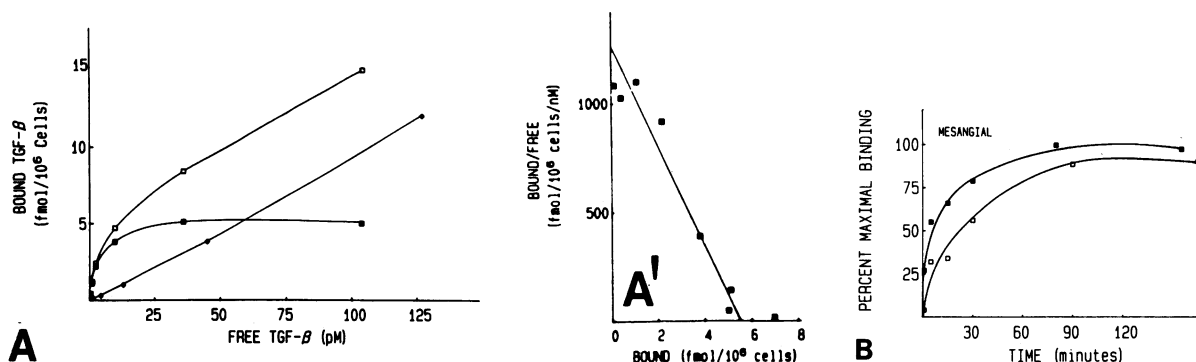 BOUND TGF-β
(fmol/10⁶ Cells)
15
10
5
25
50
75
100
125
FREE TGF-β (pM)
A
BOUND/FREE
(fmol/10⁶ cells/nM)
1000
500
A'
0
2
4
6
8
BOUND (fmol/10⁶ cells)
PERCENT MAXIMAL BINDING
MESANGIAL
100
75
50
25
30
60
90
120
TIME (minutes)
B